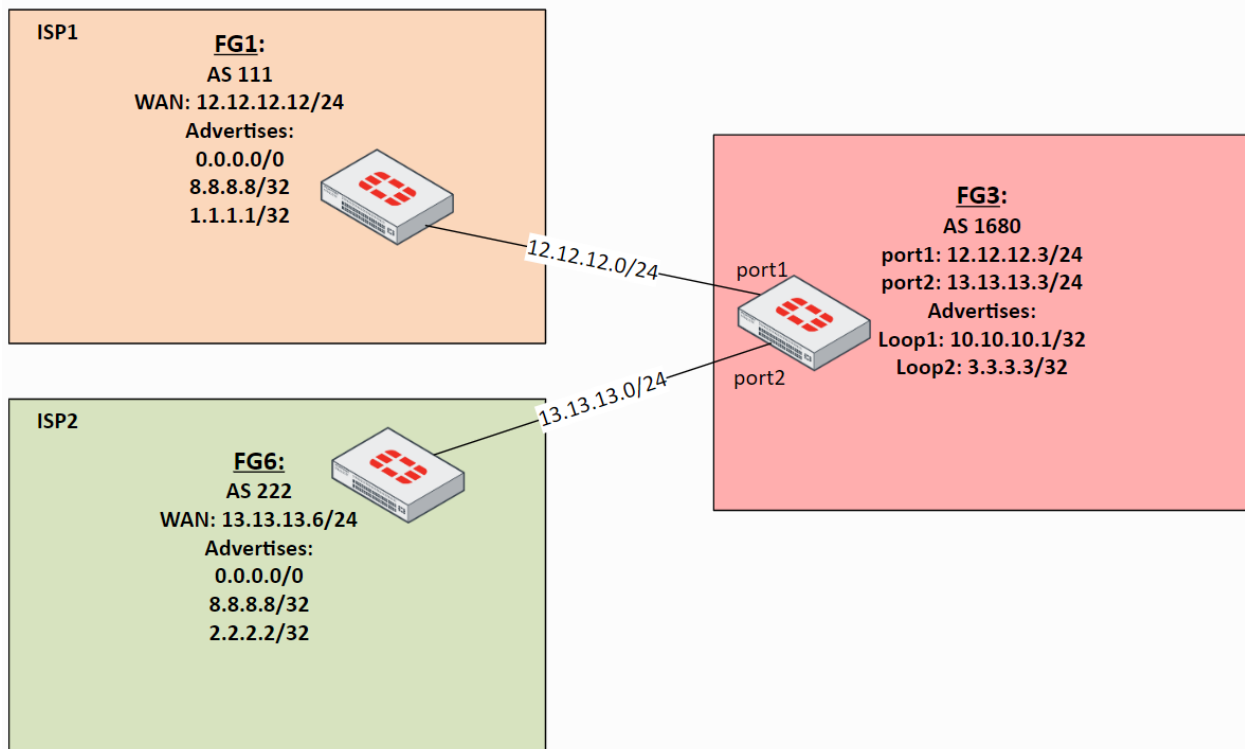 ISP1
FG1:
AS 111
WAN: 12.12.12.12/24
Advertises:
0.0.0.0/0
8.8.8.8/32
1.1.1.1/32
12.12.12.0/24
port1
FG3:
AS 1680
port1: 12.12.12.3/24
port2: 13.13.13.3/24
Advertises:
Loop1: 10.10.10.1/32
Loop2: 3.3.3.3/32
port2
13.13.13.0/24
ISP2
FG6:
AS 222
WAN: 13.13.13.6/24
Advertises:
0.0.0.0/0
8.8.8.8/32
2.2.2.2/32